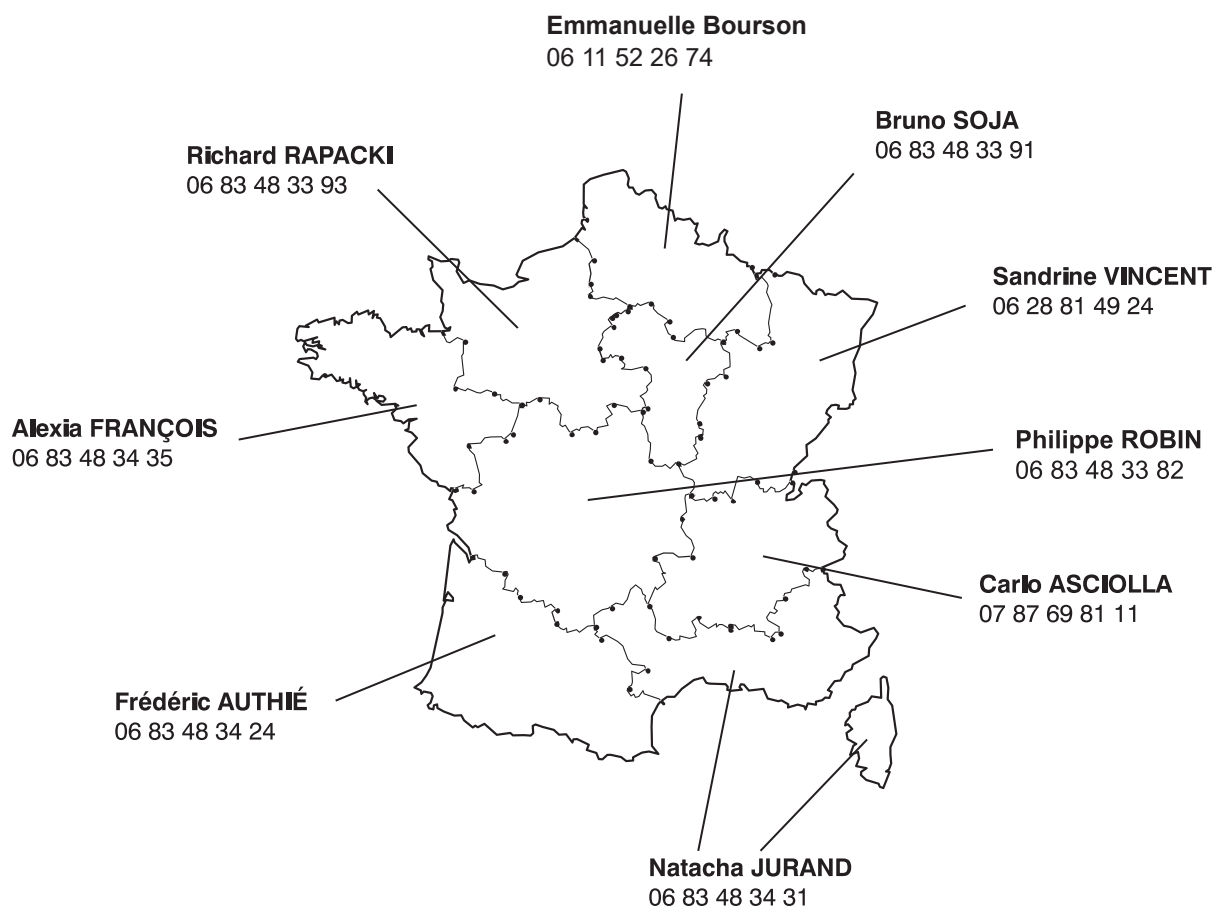 Emmanuelle Bourson
06 11 52 26 74
Bruno SOJA
06 83 48 33 91
Richard RAPACKI
06 83 48 33 93
Sandrine VINCENT
06 28 81 49 24
Alexia FRANÇOIS
06 83 48 34 35
Philippe ROBIN
06 83 48 33 82
Carlo ASCIOLLA
07 87 69 81 11
Frédéric AUTHIÉ
06 83 48 34 24
Natacha JURAND
06 83 48 34 31